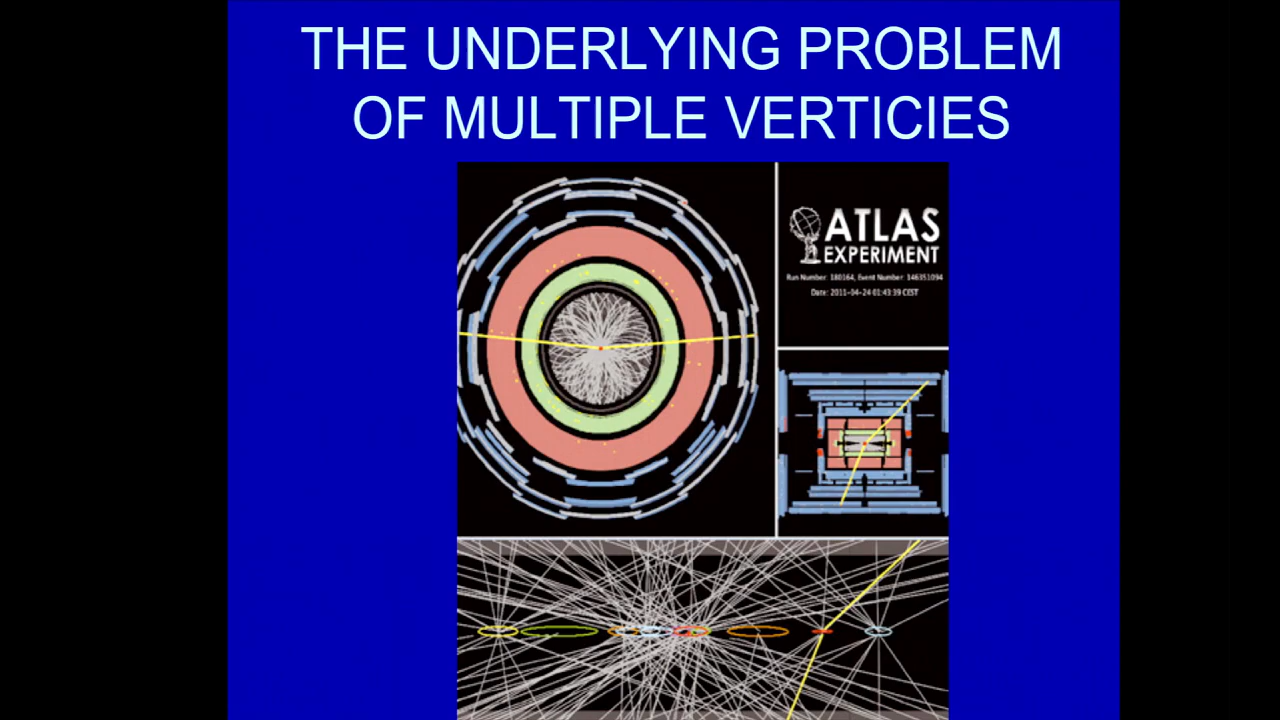 THE UNDERLYING PROBLEM
OF MULTIPLE VERTICIES
ATLAS
EXPERIMENT
Run Number: 180164, Event Number: 146351094
Date: 2011-04-24 01:43:39 CEST